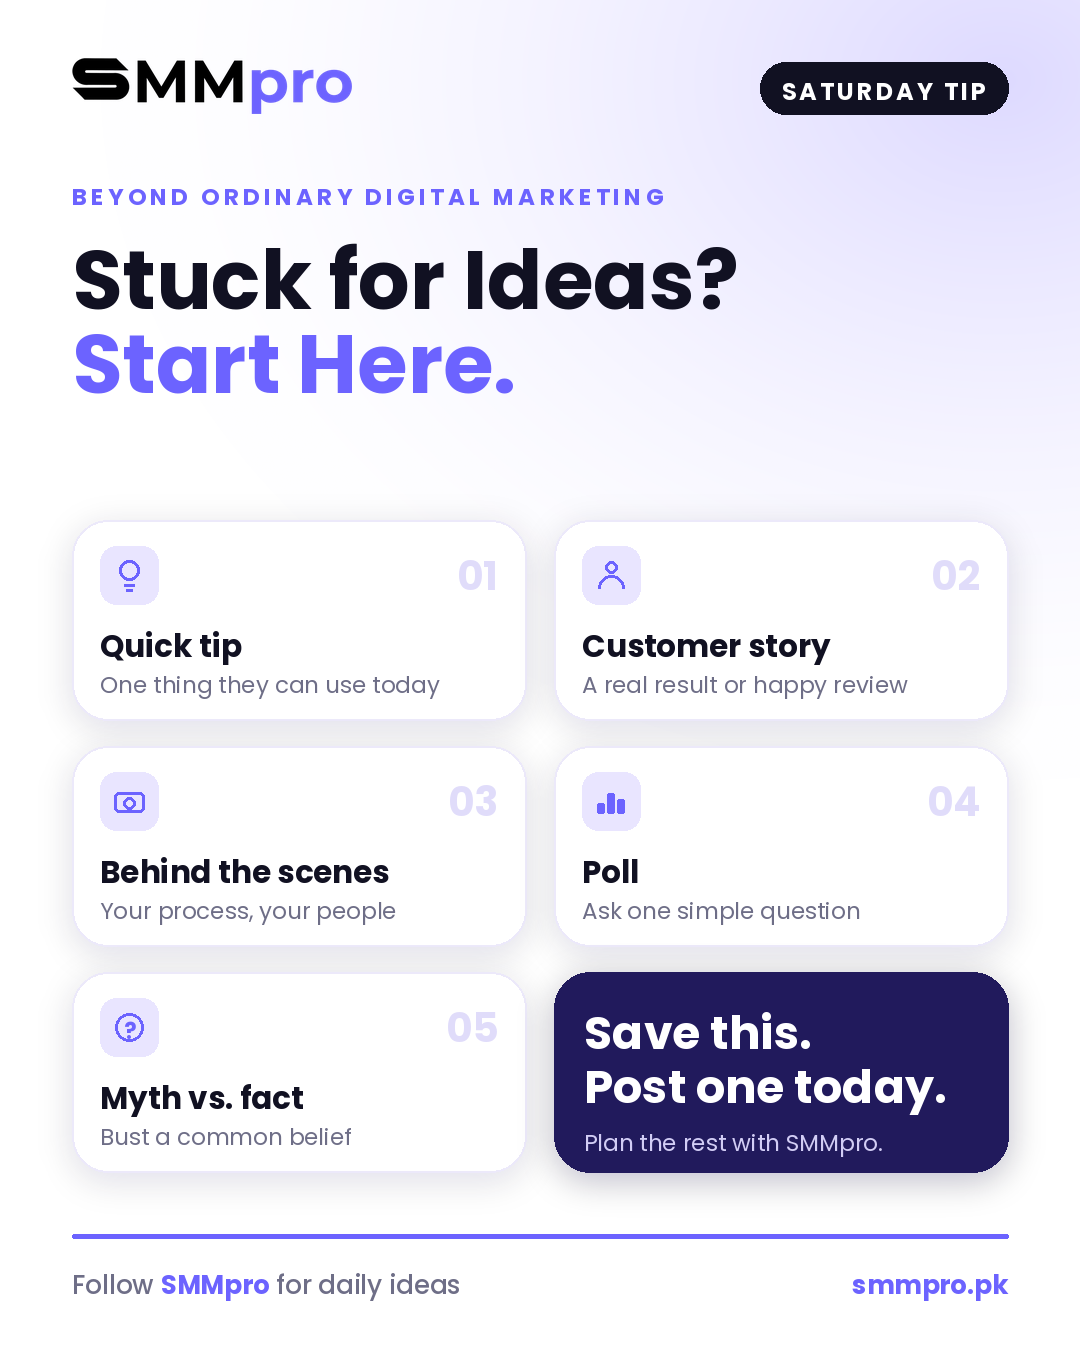 SMMpro
SATURDAY TIP
BEYOND ORDINARY DIGITAL MARKETING
Stuck for Ideas?
Start Here.
01
Quick tip
One thing they can use today
02
Customer story
A real result or happy review
03
Behind the scenes
Your process, your people
04
Poll
Ask one simple question
05
Myth vs. fact
Bust a common belief
Save this.
Post one today.
Plan the rest with SMMpro.
Follow SMMpro for daily ideas
smmpro.pk